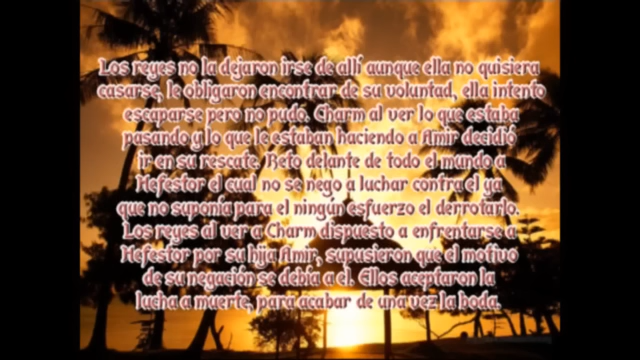 Los reyes no la dejaron irse de allí aunque ella no quisiera
casarse, le obligaron encontrar de su voluntad, ella intento
escaparse pero no pudo. Charm al ver lo que estaba
pasando y lo que le estaban haciendo a Amir decidió
ir en su rescate. Reto delante de todo el mundo a
Hefestor el cual no se nego a luchar contra el ya
que no suponía para el ningún esfuerzo el derrotarlo.
Los reyes al ver a Charm dispuesto a enfrentarse a
Hefestor por su hija Amir, supusieron que el motivo
de su negación se debía a el. Ellos aceptaron la
lucha a muerte, para acabar de una vez la boda.